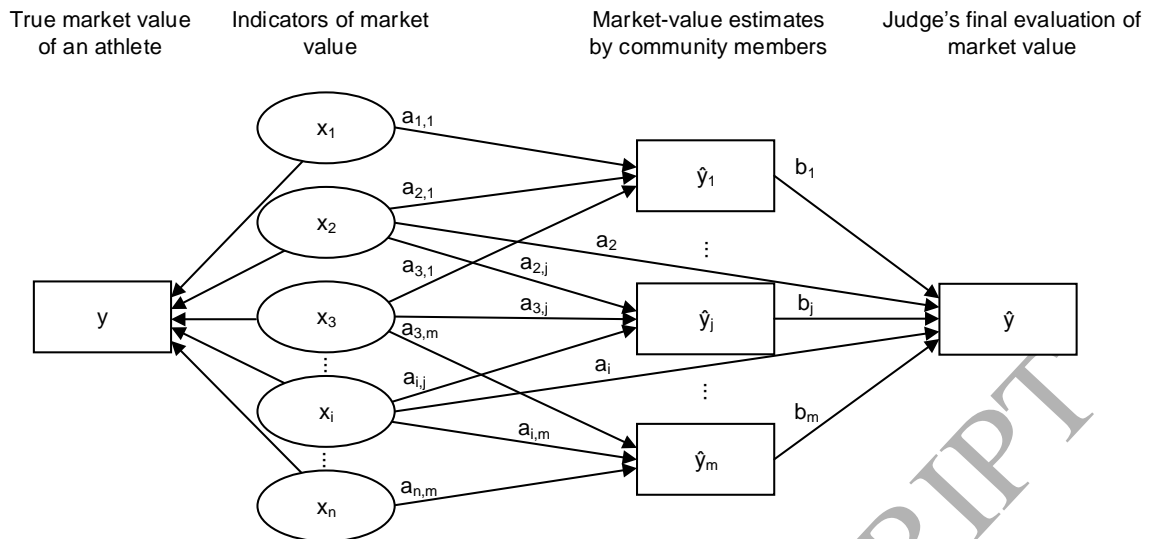 True market value
of an athlete
Indicators of market
value
Market-value estimates
by community members
Judge's final evaluation of
market value
x₁
a₁,₁
ŷ₁
b₁
x₂
a₂,₁
a₂
⋮
a₃,₁
a₂,ⱼ
y
x₃
a₃,ⱼ
ŷⱼ
bⱼ
ŷ
a₃,ₘ
⋮
xᵢ
aᵢ,ⱼ
aᵢ
⋮
aᵢ,ₘ
bₘ
⋮
ŷₘ
xₙ
aₙ,ₘ
RIPT